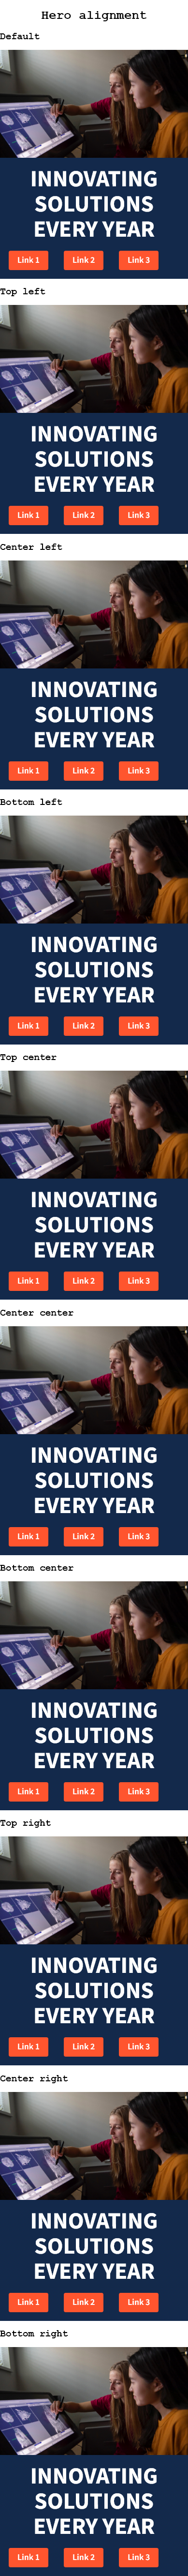 Hero alignment
Default
INNOVATING
SOLUTIONS
EVERY YEAR
Link 1 Link 2 Link 3
Top left
INNOVATING
SOLUTIONS
EVERY YEAR
Link 1 Link 2 Link 3
Center left
INNOVATING
SOLUTIONS
EVERY YEAR
Link 1 Link 2 Link 3
Bottom left
INNOVATING
SOLUTIONS
EVERY YEAR
Link 1 Link 2 Link 3
Top center
INNOVATING
SOLUTIONS
EVERY YEAR
Link 1 Link 2 Link 3
Center center
INNOVATING
SOLUTIONS
EVERY YEAR
Link 1 Link 2 Link 3
Bottom center
INNOVATING
SOLUTIONS
EVERY YEAR
Link 1 Link 2 Link 3
Top right
INNOVATING
SOLUTIONS
EVERY YEAR
Link 1 Link 2 Link 3
Center right
INNOVATING
SOLUTIONS
EVERY YEAR
Link 1 Link 2 Link 3
Bottom right
INNOVATING
SOLUTIONS
EVERY YEAR
Link 1 Link 2 Link 3